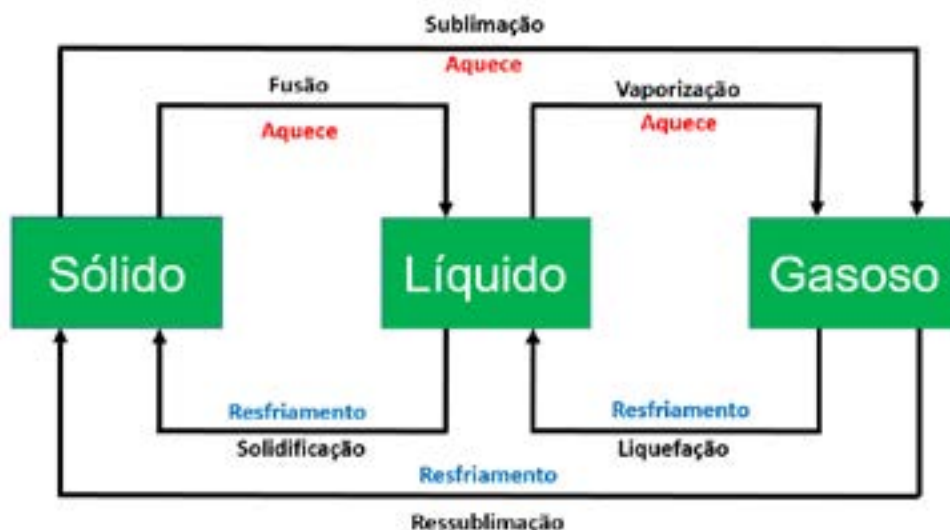 Sublimação
Aquece
Fusão
Vaporização
Aquece
Aquece
Sólido
Líquido
Gasoso
Resfriamento
Resfriamento
Solidificação
Liquefação
Resfriamento
Ressublimação